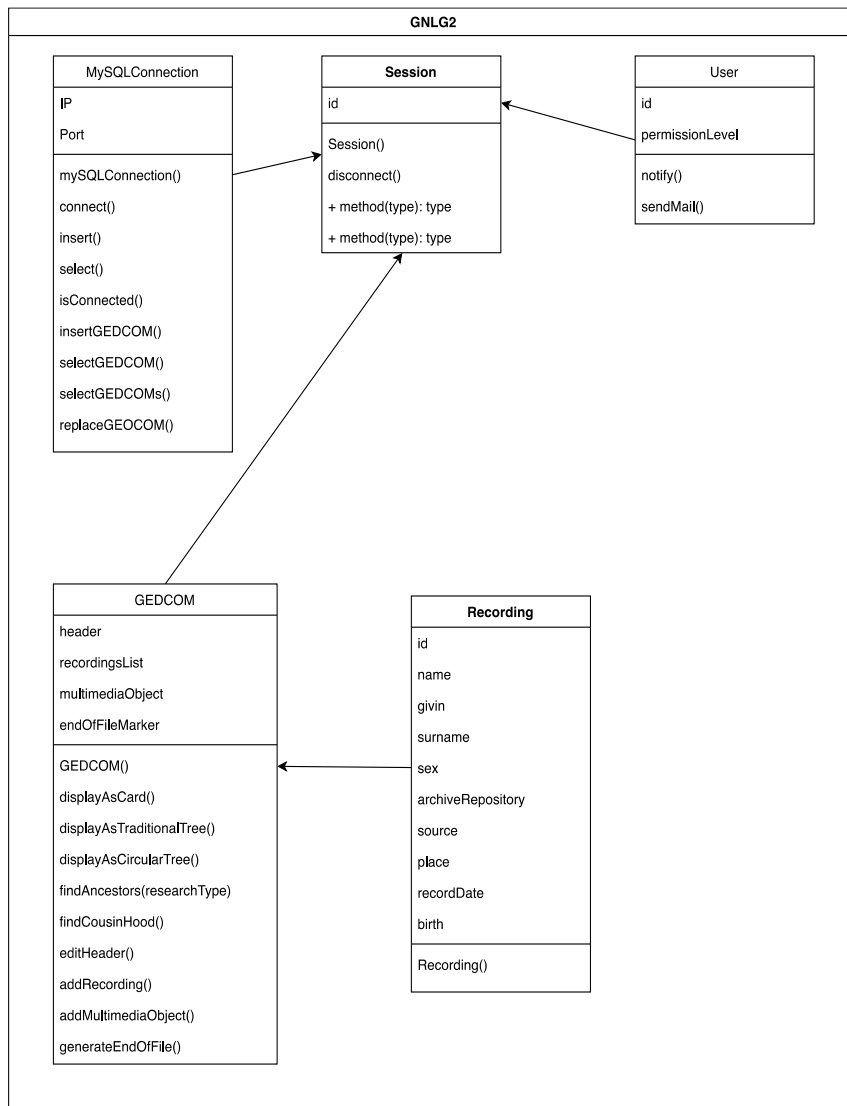 GNLG2
MySQLConnection
IP
Port
mySQLConnection()
connect()
insert()
select()
isConnected()
insertGEDCOM()
selectGEDCOM()
selectGEDCOMs()
replaceGEOCOM()
Session
id
Session()
disconnect()
+ method(type): type
+ method(type): type
User
id
permissionLevel
notify()
sendMail()
GEDCOM
header
recordingsList
multimediaObject
endOfFileMarker
GEDCOM()
displayAsCard()
displayAsTraditionalTree()
displayAsCircularTree()
findAncestors(researchType)
findCousinHood()
editHeader()
addRecording()
addMultimediaObject()
generateEndOfFile()
Recording
id
name
givin
surname
sex
archiveRepository
source
place
recordDate
birth
Recording()